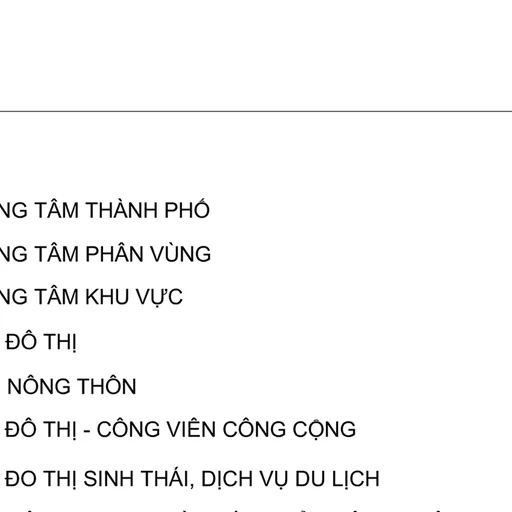 NG TÂM THÀNH PHỐ
NG TÂM PHÂN VÙNG
NG TÂM KHU VỰC
ĐÔ THỊ
NÔNG THÔN
ĐÔ THỊ - CÔNG VIÊN CÔNG CỘNG
ĐO THỊ SINH THÁI, DỊCH VỤ DU LỊCH